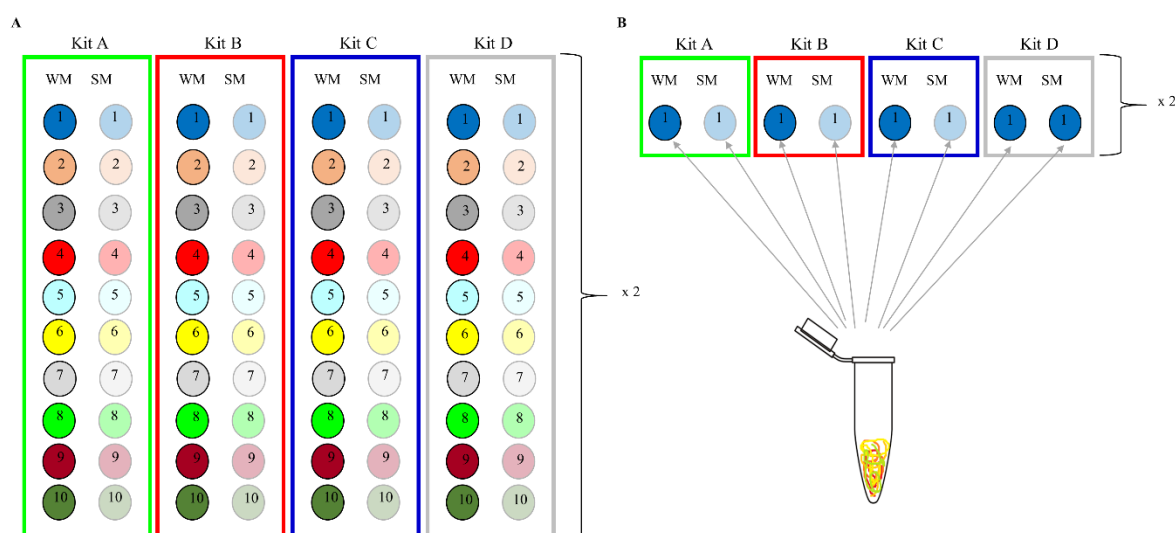 A
Kit A Kit B Kit C Kit D
WM SM WM SM WM SM WM SM
1 1 1 1 1 1 1 1
2 2 2 2 2 2 2 2
3 3 3 3 3 3 3 3
4 4 4 4 4 4 4 4
5 5 5 5 5 5 5 5
6 6 6 6 6 6 6 6
7 7 7 7 7 7 7 7
8 8 8 8 8 8 8 8
9 9 9 9 9 9 9 9
10 10 10 10 10 10 10 10
x 2
B
Kit A Kit B Kit C Kit D
WM SM WM SM WM SM WM SM
1 1 1 1 1 1 1 1
x 2